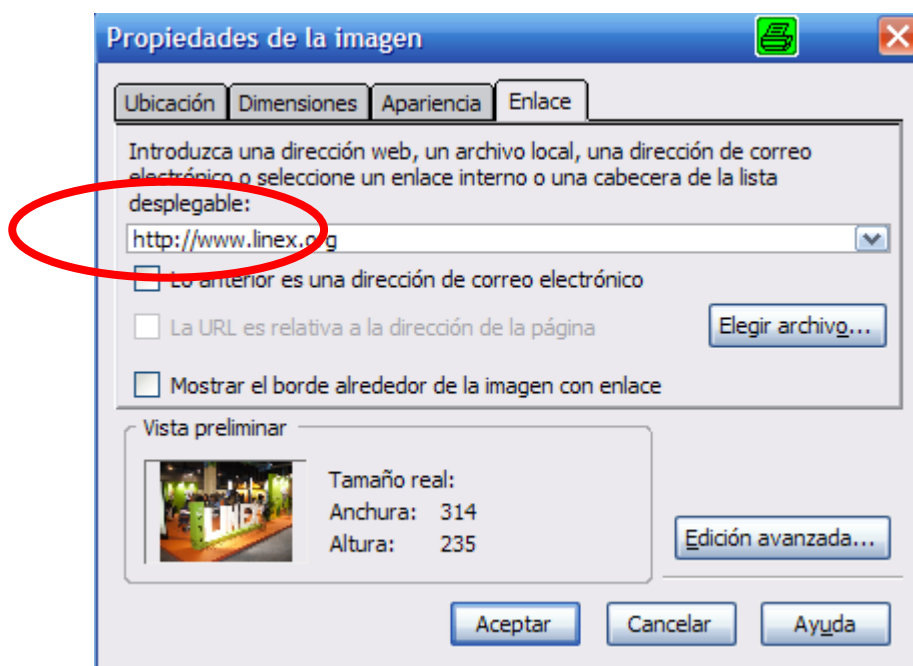 Propiedades de la imagen
Ubicación Dimensiones Apariencia Enlace
Introduzca una dirección web, un archivo local, una dirección de correo
electrónico o seleccione un enlace interno o una cabecera de la lista
desplegable:
http://www.linex.org
Lo anterior es una dirección de correo electrónico
La URL es relativa a la dirección de la página
Elegir archivo...
Mostrar el borde alrededor de la imagen con enlace
Vista preliminar
Tamaño real:
Anchura: 314
Altura: 235
Edición avanzada...
Aceptar Cancelar Ayuda